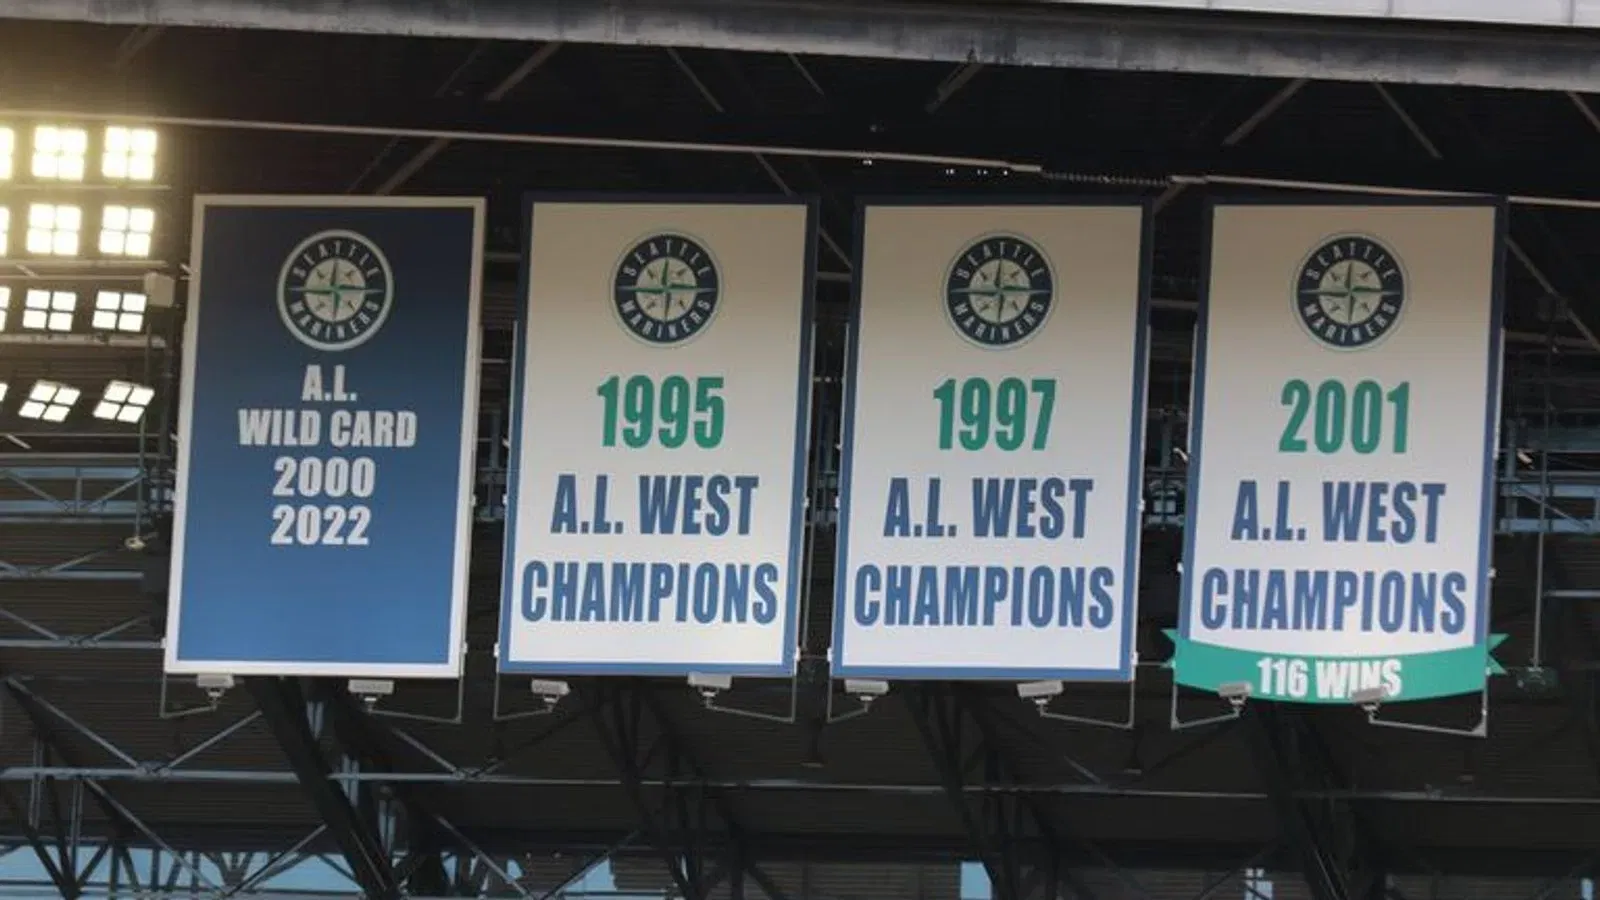 SEATTLE
MARINERS
A.L.
WILD CARD
2000
2022
SEATTLE
MARINERS
1995
A.L. WEST
CHAMPIONS
SEATTLE
MARINERS
1997
A.L. WEST
CHAMPIONS
SEATTLE
MARINERS
2001
A.L. WEST
CHAMPIONS
116 WINS